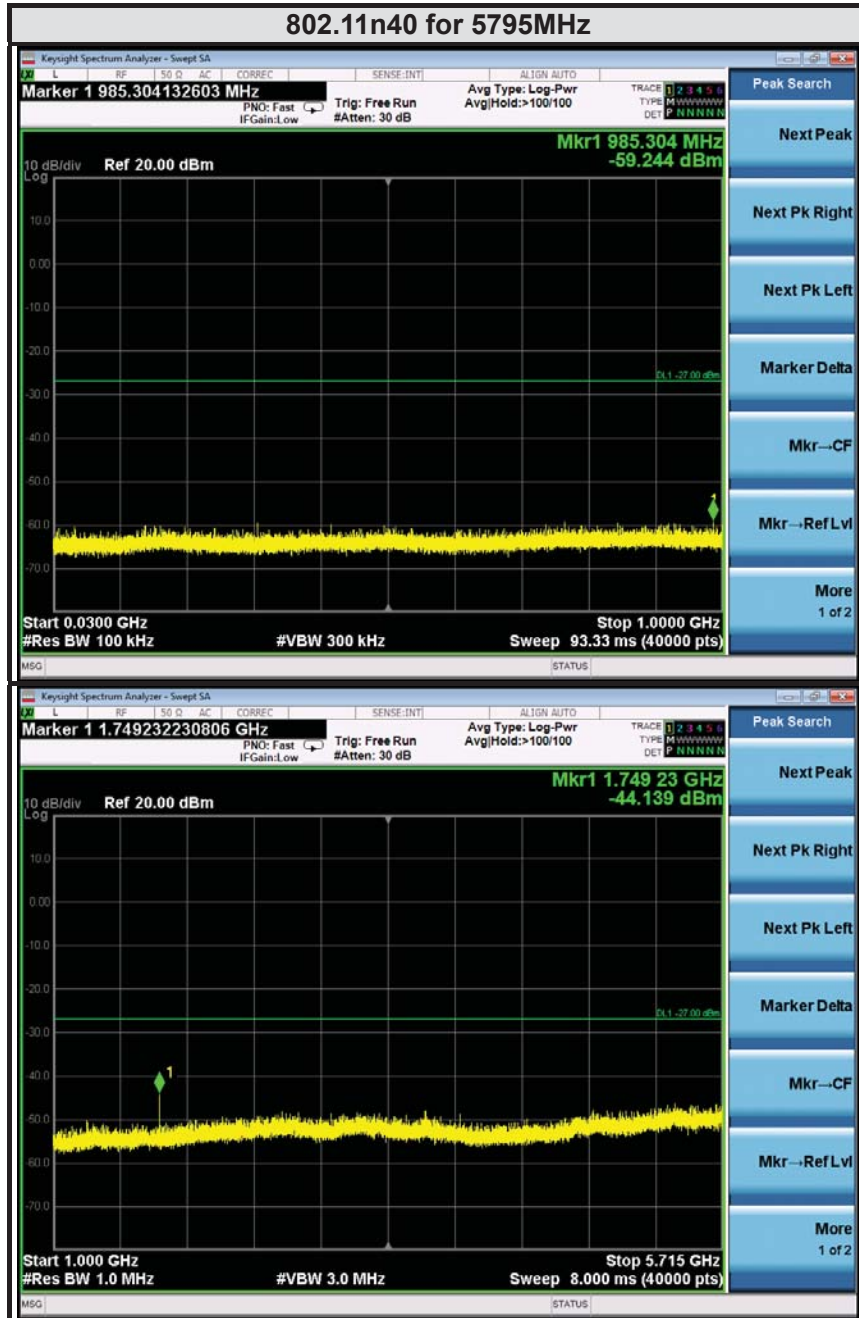 802.11n40 for 5795MHz
Keysight Spectrum Analyzer - Swept SA
LXI L RF 50 Ω AC CORREC SENSE:INT ALIGN AUTO
Marker 1 985.304132603 MHz
PNO: Fast
IFGain:Low
Trig: Free Run
#Atten: 30 dB
Avg Type: Log-Pwr
Avg|Hold:>100/100
TRACE 1 2 3 4 5 6
TYPE M WWWWW
DET P N N N N N
Mkr1 985.304 MHz
-59.244 dBm
10 dB/div Ref 20.00 dBm
Log
10.0
0.00
-10.0
-20.0
DL1 -27.00 dBm
-30.0
-40.0
-50.0
1
-60.0
-70.0
Start 0.0300 GHz Stop 1.0000 GHz
#Res BW 100 kHz #VBW 300 kHz Sweep 93.33 ms (40000 pts)
MSG STATUS
Peak Search
Next Peak
Next Pk Right
Next Pk Left
Marker Delta
Mkr→CF
Mkr→Ref Lvl
More
1 of 2
Keysight Spectrum Analyzer - Swept SA
LXI L RF 50 Ω AC CORREC SENSE:INT ALIGN AUTO
Marker 1 1.749232230806 GHz
PNO: Fast
IFGain:Low
Trig: Free Run
#Atten: 30 dB
Avg Type: Log-Pwr
Avg|Hold:>100/100
TRACE 1 2 3 4 5 6
TYPE M WWWWW
DET P N N N N N
Mkr1 1.749 23 GHz
-44.139 dBm
10 dB/div Ref 20.00 dBm
Log
10.0
0.00
-10.0
-20.0
DL1 -27.00 dBm
-30.0
-40.0
1
-50.0
-60.0
-70.0
Start 1.000 GHz Stop 5.715 GHz
#Res BW 1.0 MHz #VBW 3.0 MHz Sweep 8.000 ms (40000 pts)
MSG STATUS
Peak Search
Next Peak
Next Pk Right
Next Pk Left
Marker Delta
Mkr→CF
Mkr→Ref Lvl
More
1 of 2